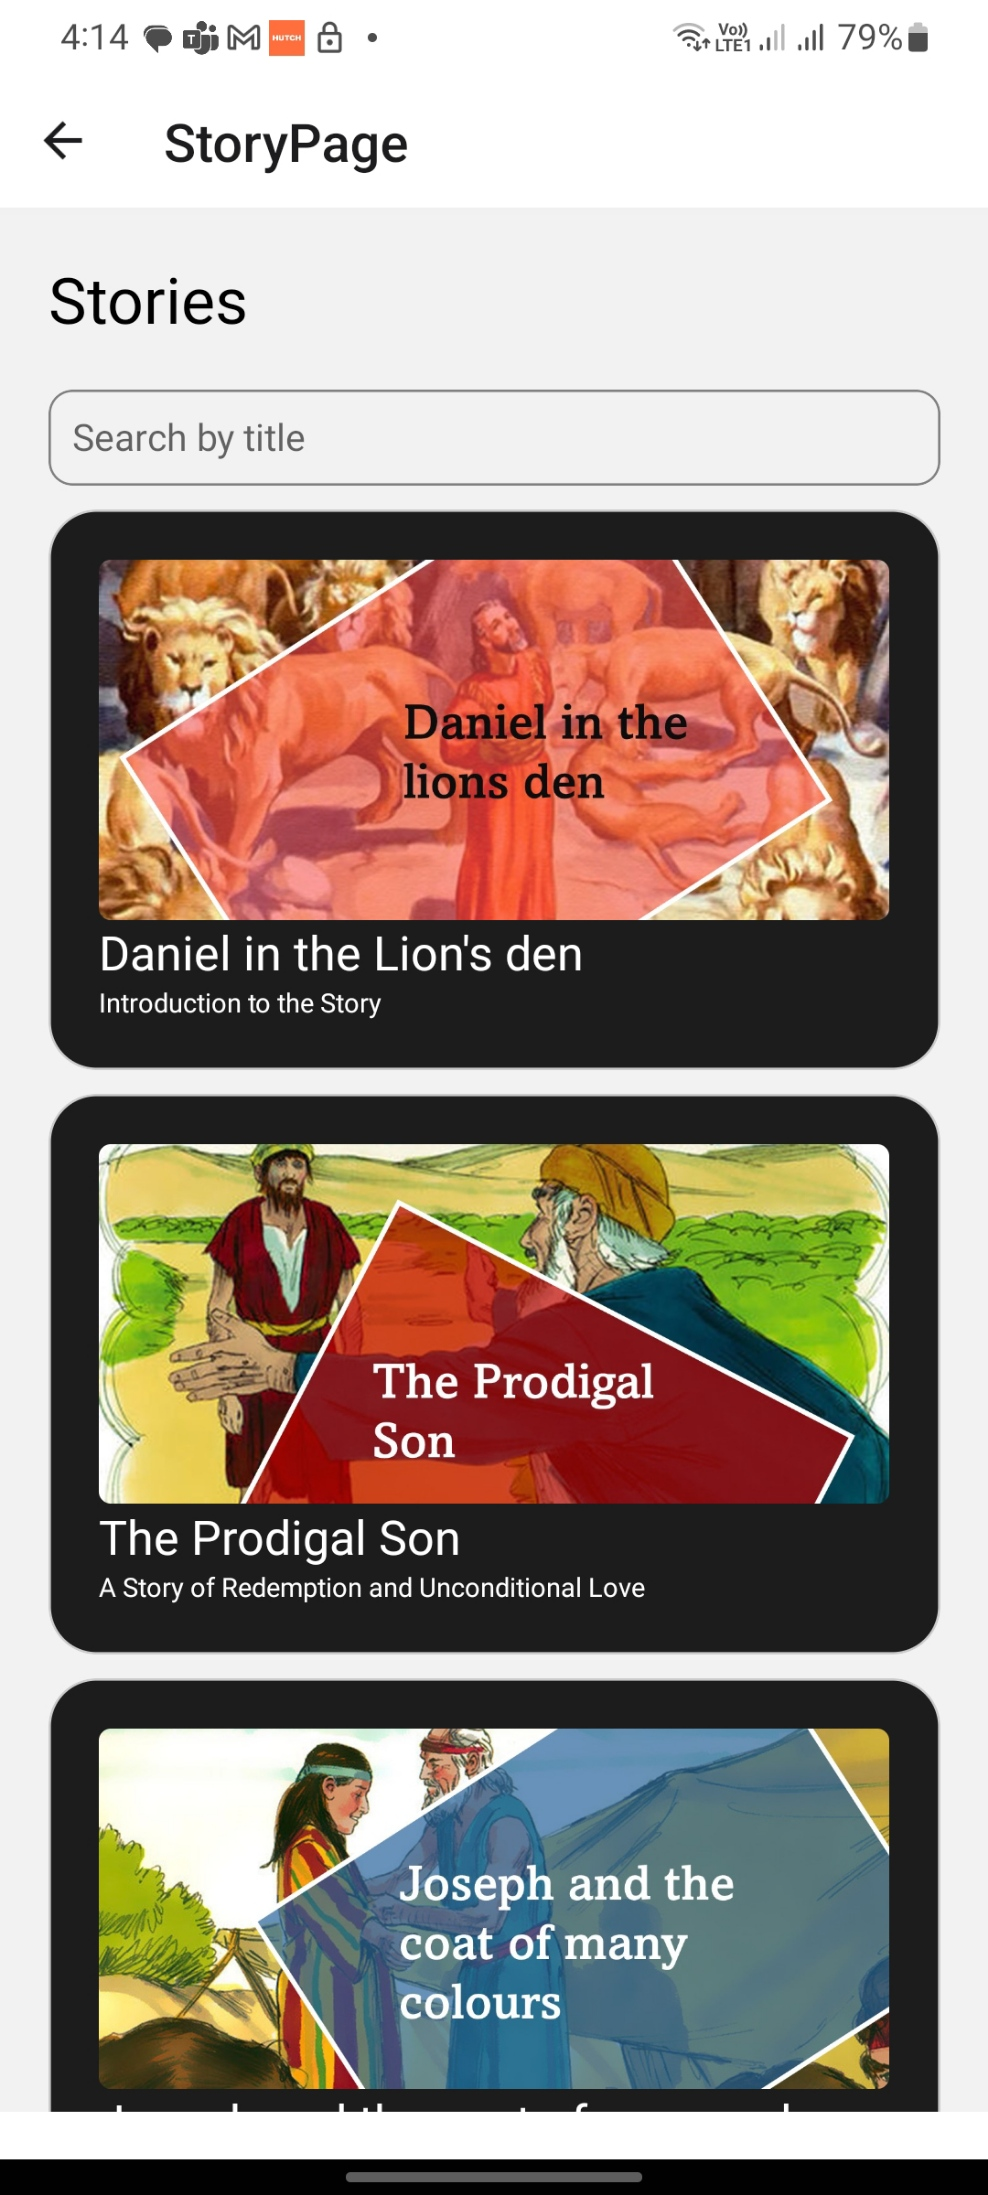 4:14
HUTCH
Vo))
LTE1
79%
StoryPage
Stories
Search by title
Daniel in the
lions den
Daniel in the Lion's den
Introduction to the Story
The Prodigal
Son
The Prodigal Son
A Story of Redemption and Unconditional Love
Joseph and the
coat of many
colours